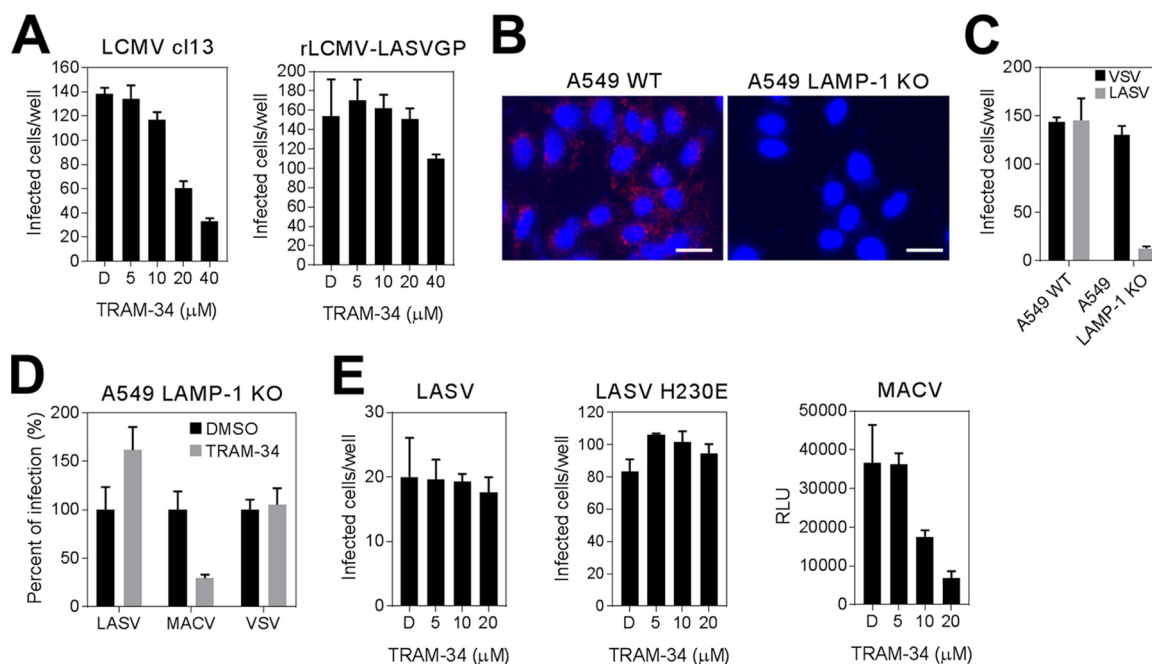 A
LCMV cl13
Infected cells/well
160
140
120
100
80
60
40
20
0
D 5 10 20 40
TRAM-34 (μM)
rLCMV-LASVGP
Infected cells/well
200
180
160
140
120
100
80
60
40
20
0
D 5 10 20 40
TRAM-34 (μM)
B
A549 WT
A549 LAMP-1 KO
C
Infected cells/well
200
150
100
50
0
VSV
LASV
A549 WT
A549
LAMP-1 KO
D
A549 LAMP-1 KO
Percent of infection (%)
200
150
100
50
0
DMSO
TRAM-34
LASV MACV VSV
E
LASV
Infected cells/well
30
20
10
0
D 5 10 20
TRAM-34 (μM)
LASV H230E
Infected cells/well
120
100
80
60
40
20
0
D 5 10 20
TRAM-34 (μM)
MACV
RLU
50000
40000
30000
20000
10000
0
D 5 10 20
TRAM-34 (μM)